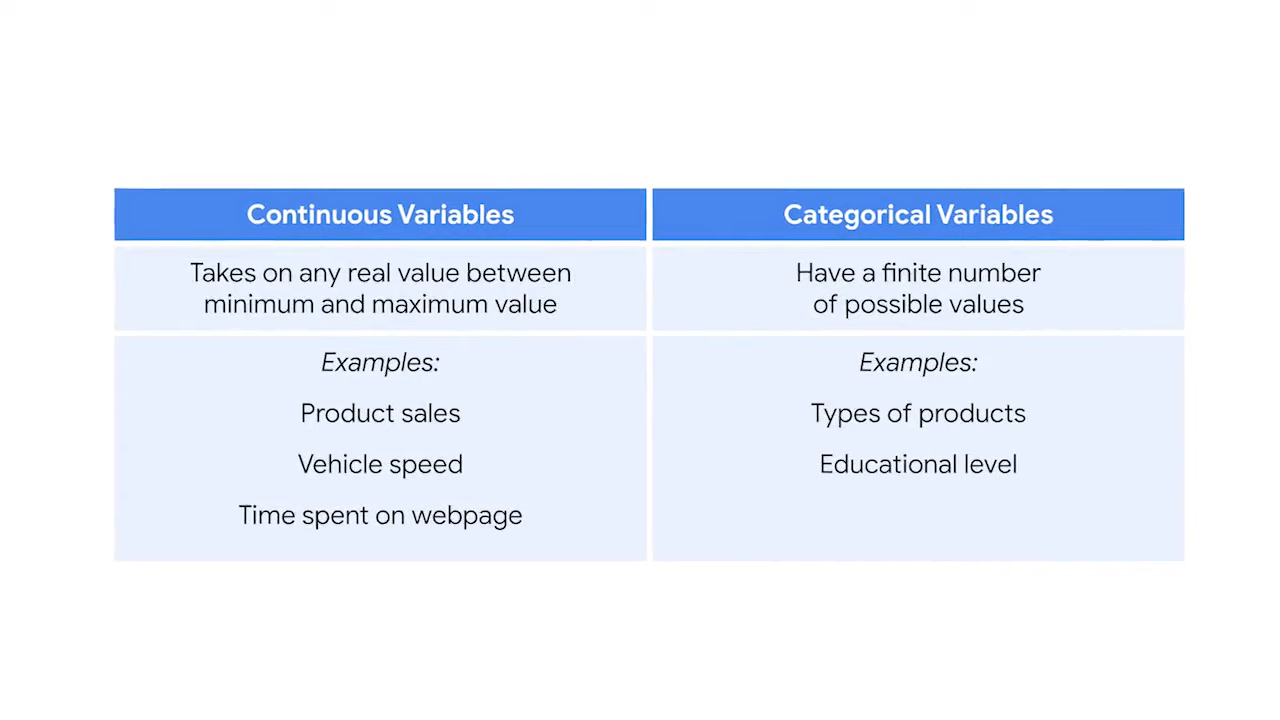 Continuous Variables
Categorical Variables
Takes on any real value between
minimum and maximum value
Have a finite number
of possible values
Examples:
Product sales
Vehicle speed
Time spent on webpage
Examples:
Types of products
Educational level